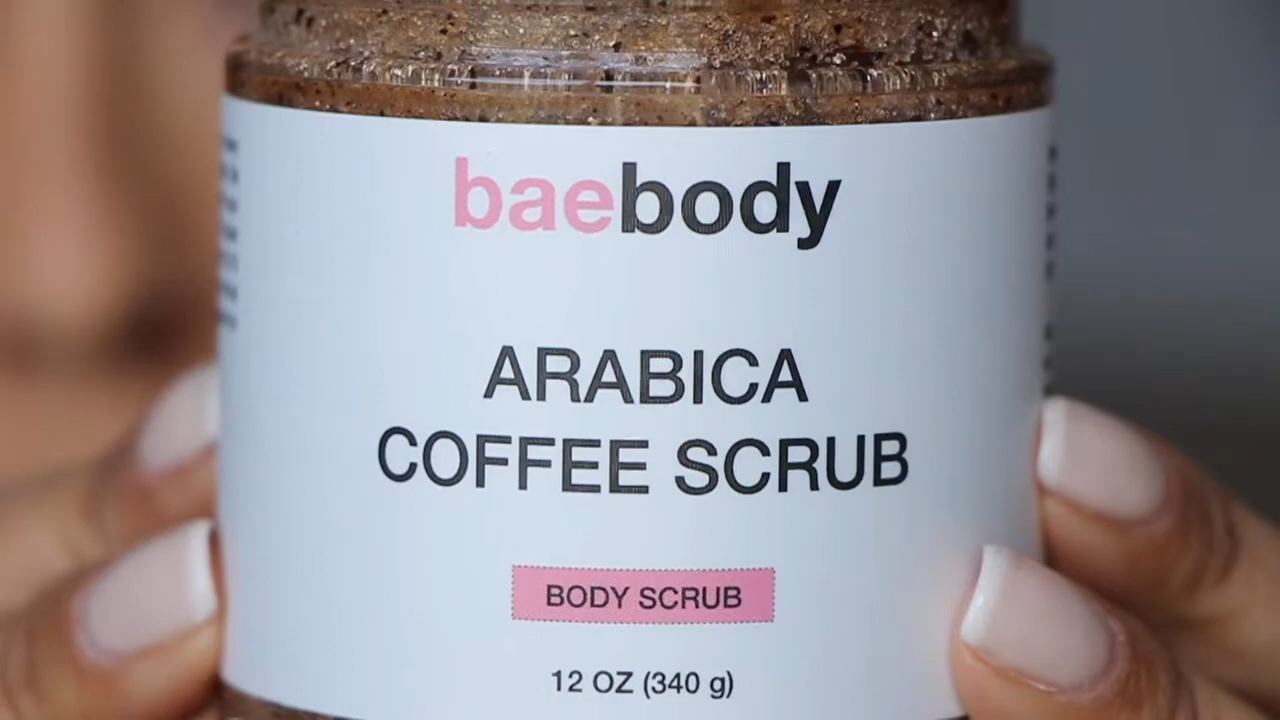 baebody
ARABICA
COFFEE SCRUB
BODY SCRUB
12 OZ (340 g)